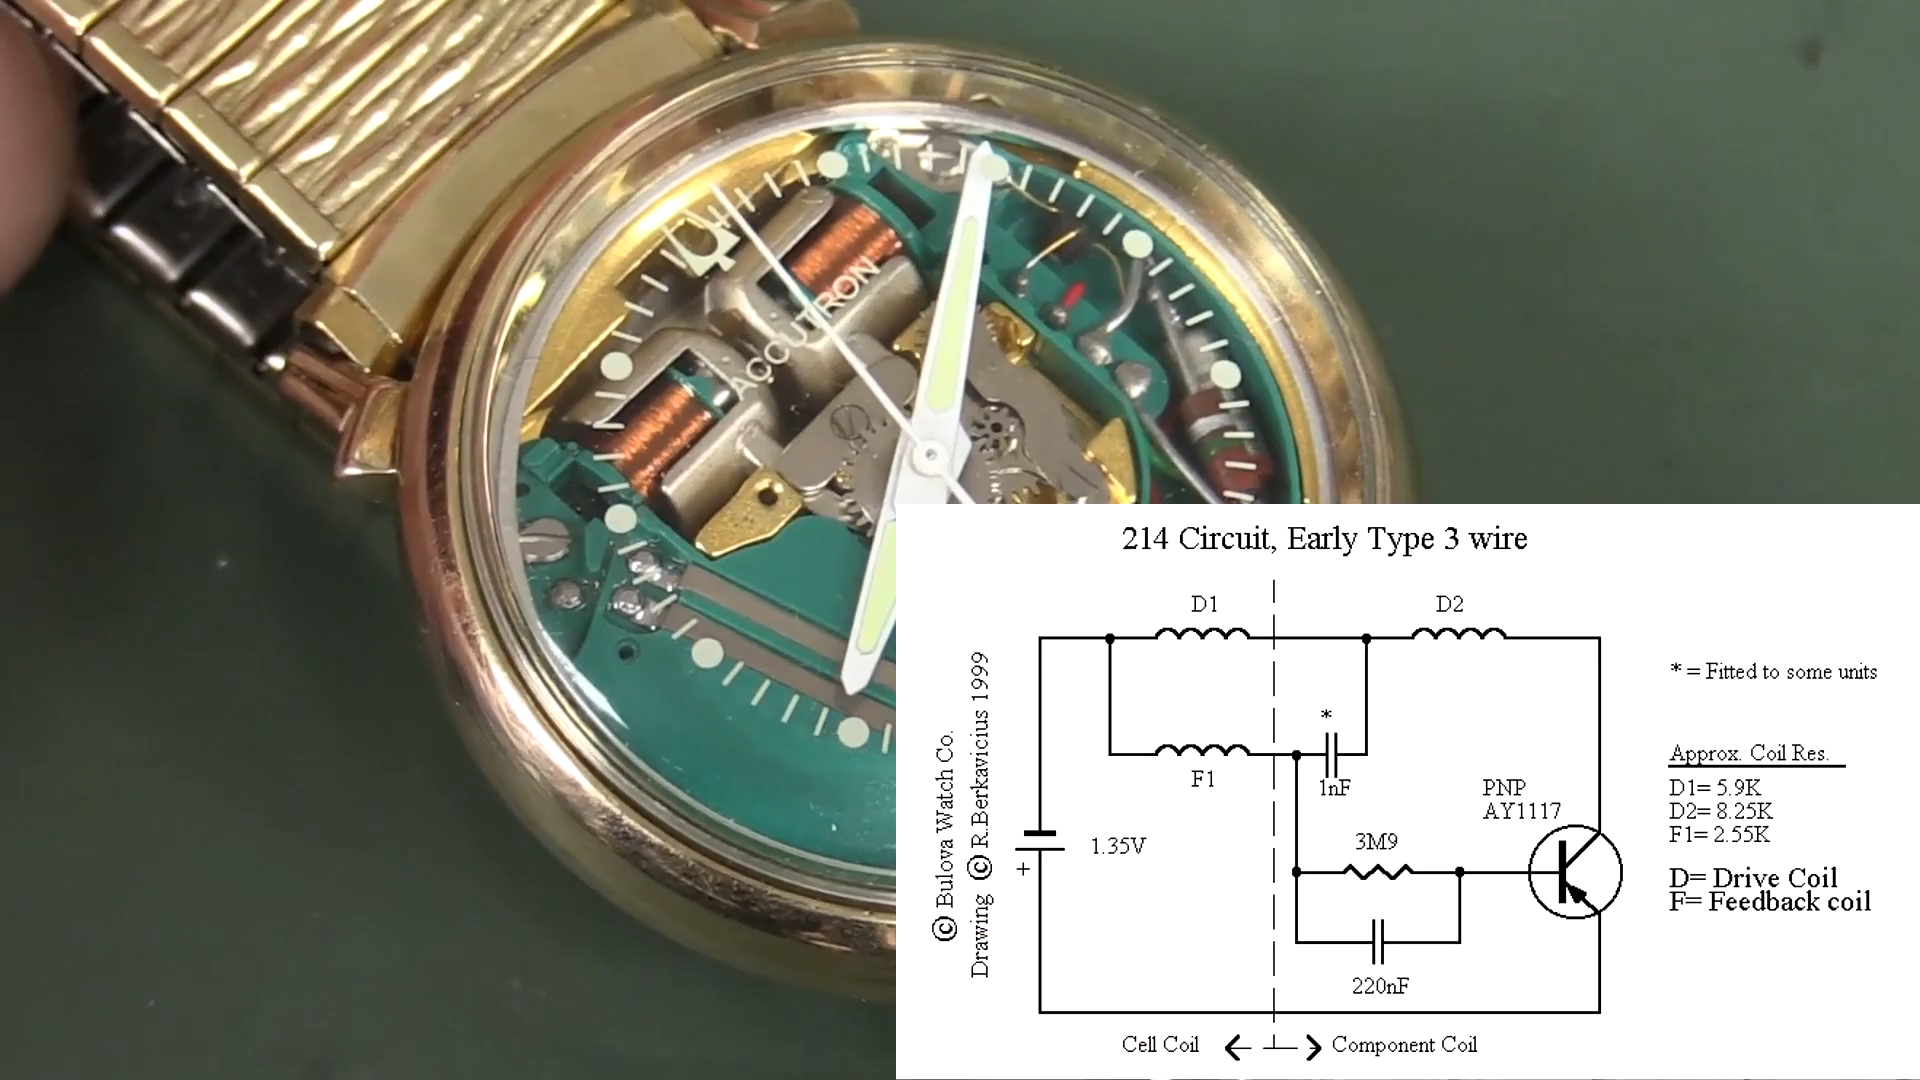 ACCUTRON
214 Circuit, Early Type 3 wire
D1
D2
* = Fitted to some units
*
F1
1nF
Approx. Coil Res.
D1= 5.9K
D2= 8.25K
F1= 2.55K
PNP
AY1117
1.35V
+
3M9
D= Drive Coil
F= Feedback coil
220nF
Cell Coil
Component Coil
© Bulova Watch Co.
Drawing © R.Berkavicius 1999